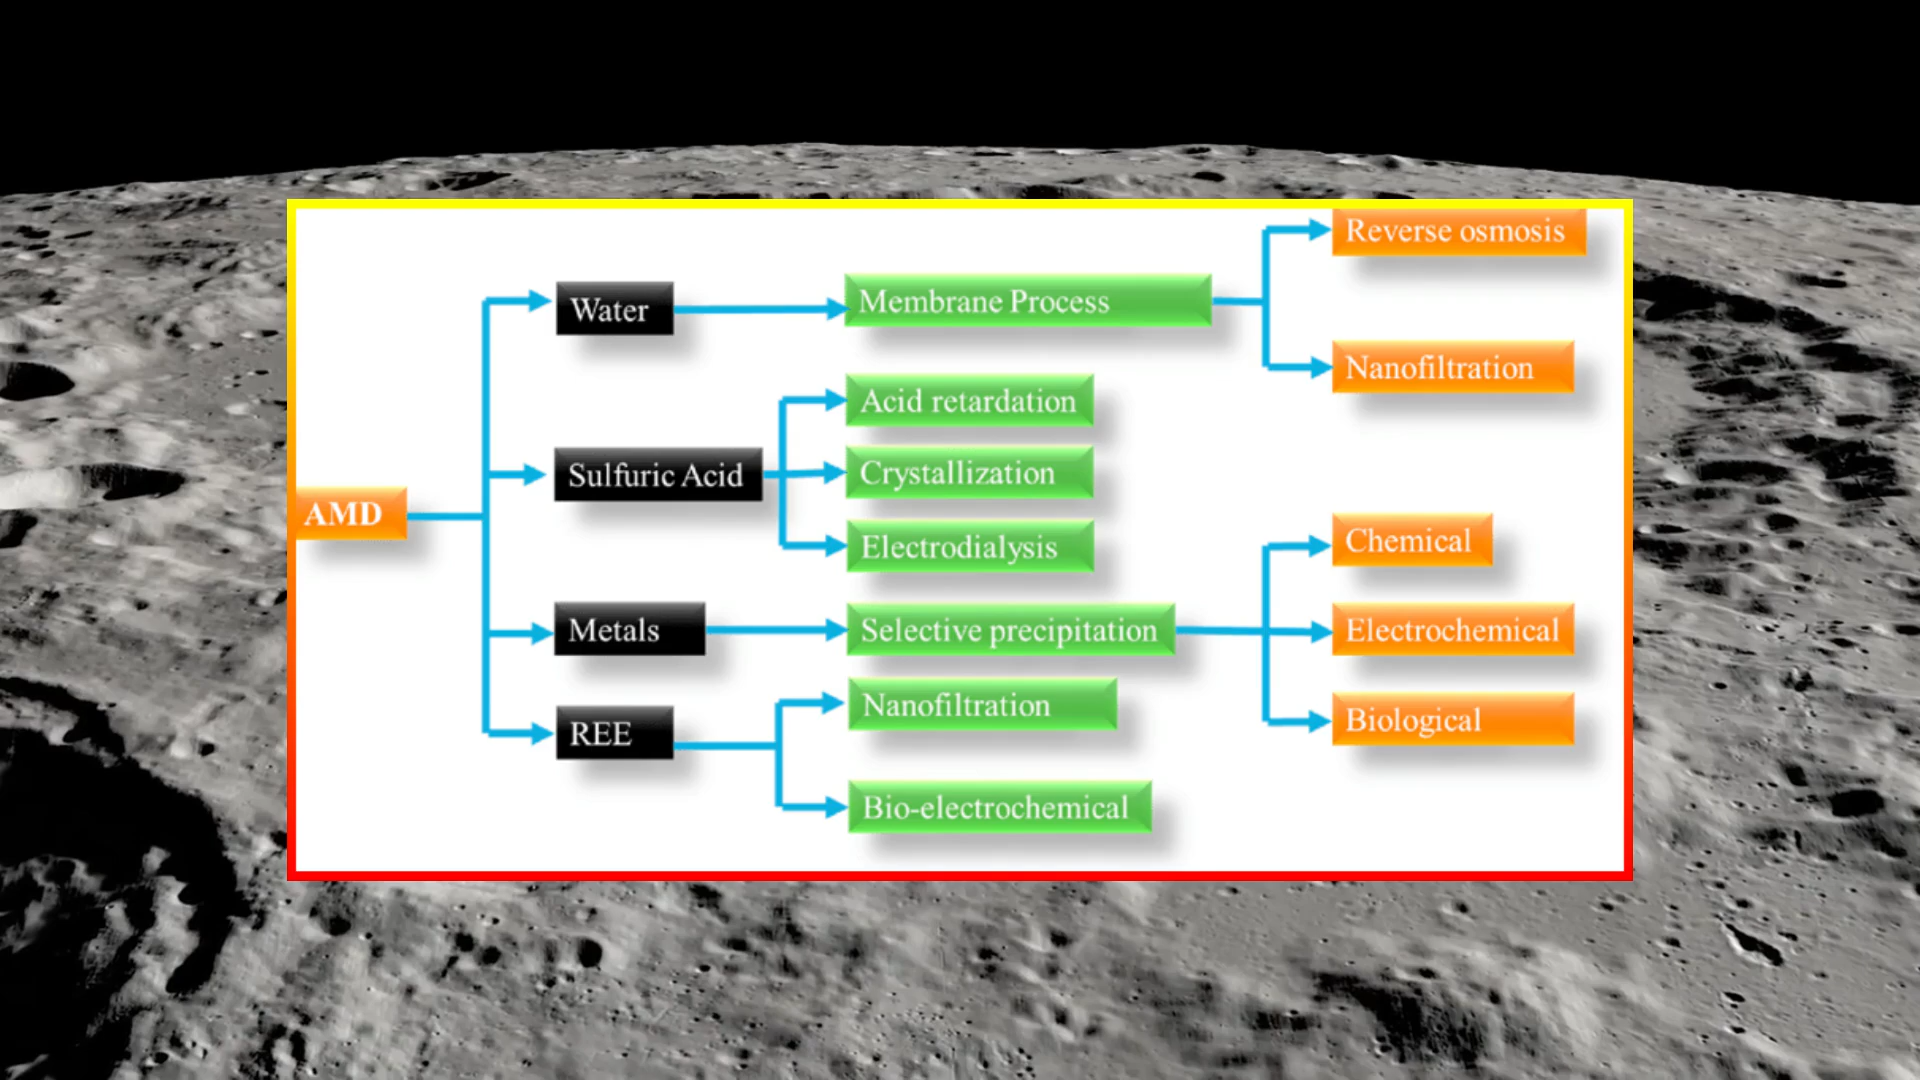 Reverse osmosis
Water
Membrane Process
Nanofiltration
Acid retardation
Sulfuric Acid
Crystallization
AMD
Electrodialysis
Chemical
Metals
Selective precipitation
Electrochemical
REE
Nanofiltration
Biological
Bio-electrochemical